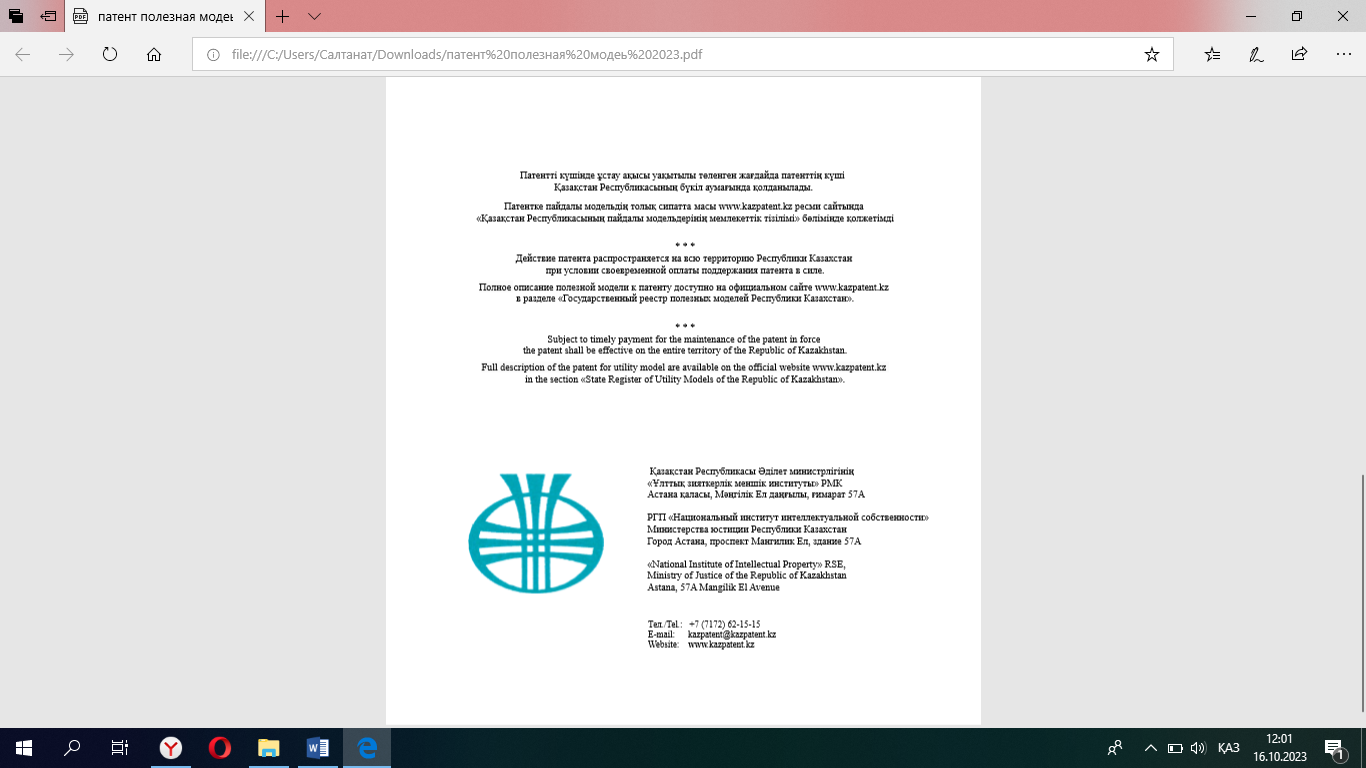 патент полезная модеь
file:///C:/Users/Салтанат/Downloads/патент%20полезная%20модеь%202023.pdf
Патентті күшінде ұстау ақысы уақытылы төленген жағдайда патенттің күші
Қазақстан Республикасының бүкіл аумағында қолданылады.
Патентке пайдалы модельдің толық сипатта масы www.kazpatent.kz ресми сайтында
«Қазақстан Республикасының пайдалы модельдерінің мемлекеттік тізілімі» бөлімінде қолжетімді
* * *
Действие патента распространяется на всю территорию Республики Казахстан
при условии своевременной оплаты поддержания патента в силе.
Полное описание полезной модели к патенту доступно на официальном сайте www.kazpatent.kz
в разделе «Государственный реестр полезных моделей Республики Казахстан».
* * *
Subject to timely payment for the maintenance of the patent in force
the patent shall be effective on the entire territory of the Republic of Kazakhstan.
Full description of the patent for utility model are available on the official website www.kazpatent.kz
in the section «State Register of Utility Models of the Republic of Kazakhstan».
Қазақстан Республикасы Әділет министрлігінің
«Ұлттық зияткерлік меншік институты» РМК
Астана қаласы, Мәңгілік Ел даңғылы, ғимарат 57А
РГП «Национальный институт интеллектуальной собственности»
Министерства юстиции Республики Казахстан
Город Астана, проспект Мангилик Ел, здание 57А
«National Institute of Intellectual Property» RSE,
Ministry of Justice of the Republic of Kazakhstan
Astana, 57A Mangilik El Avenue
Тел./Tel.: +7 (7172) 62-15-15
E-mail: kazpatent@kazpatent.kz
Website: www.kazpatent.kz
ҚАЗ
12:01
16.10.2023
1